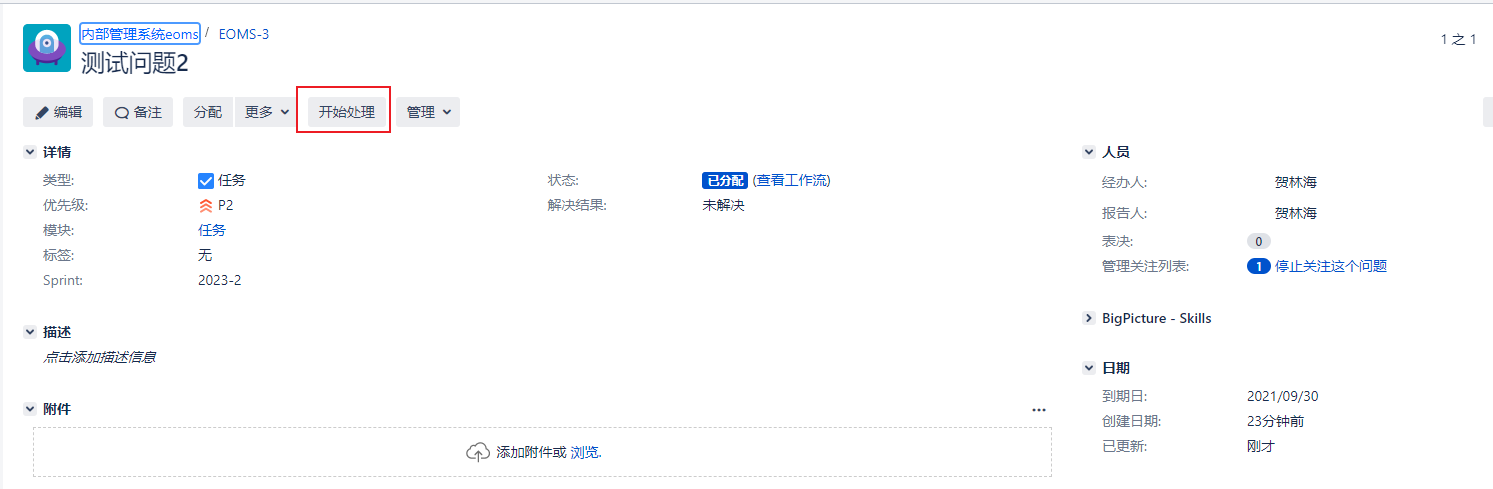 内部管理系统eoms / EOMS-3
1 之 1
测试问题2
编辑 备注 分配 更多 开始处理 管理
详情
类型: 任务 状态: 已分配 (查看工作流)
优先级: P2 解决结果: 未解决
模块: 任务
标签: 无
Sprint: 2023-2
描述
点击添加描述信息
附件 ...
添加附件或 浏览.
人员
经办人: 贺林海
报告人: 贺林海
表决: 0
管理关注列表: 1 停止关注这个问题
BigPicture - Skills
日期
到期日: 2021/09/30
创建日期: 23分钟前
已更新: 刚才